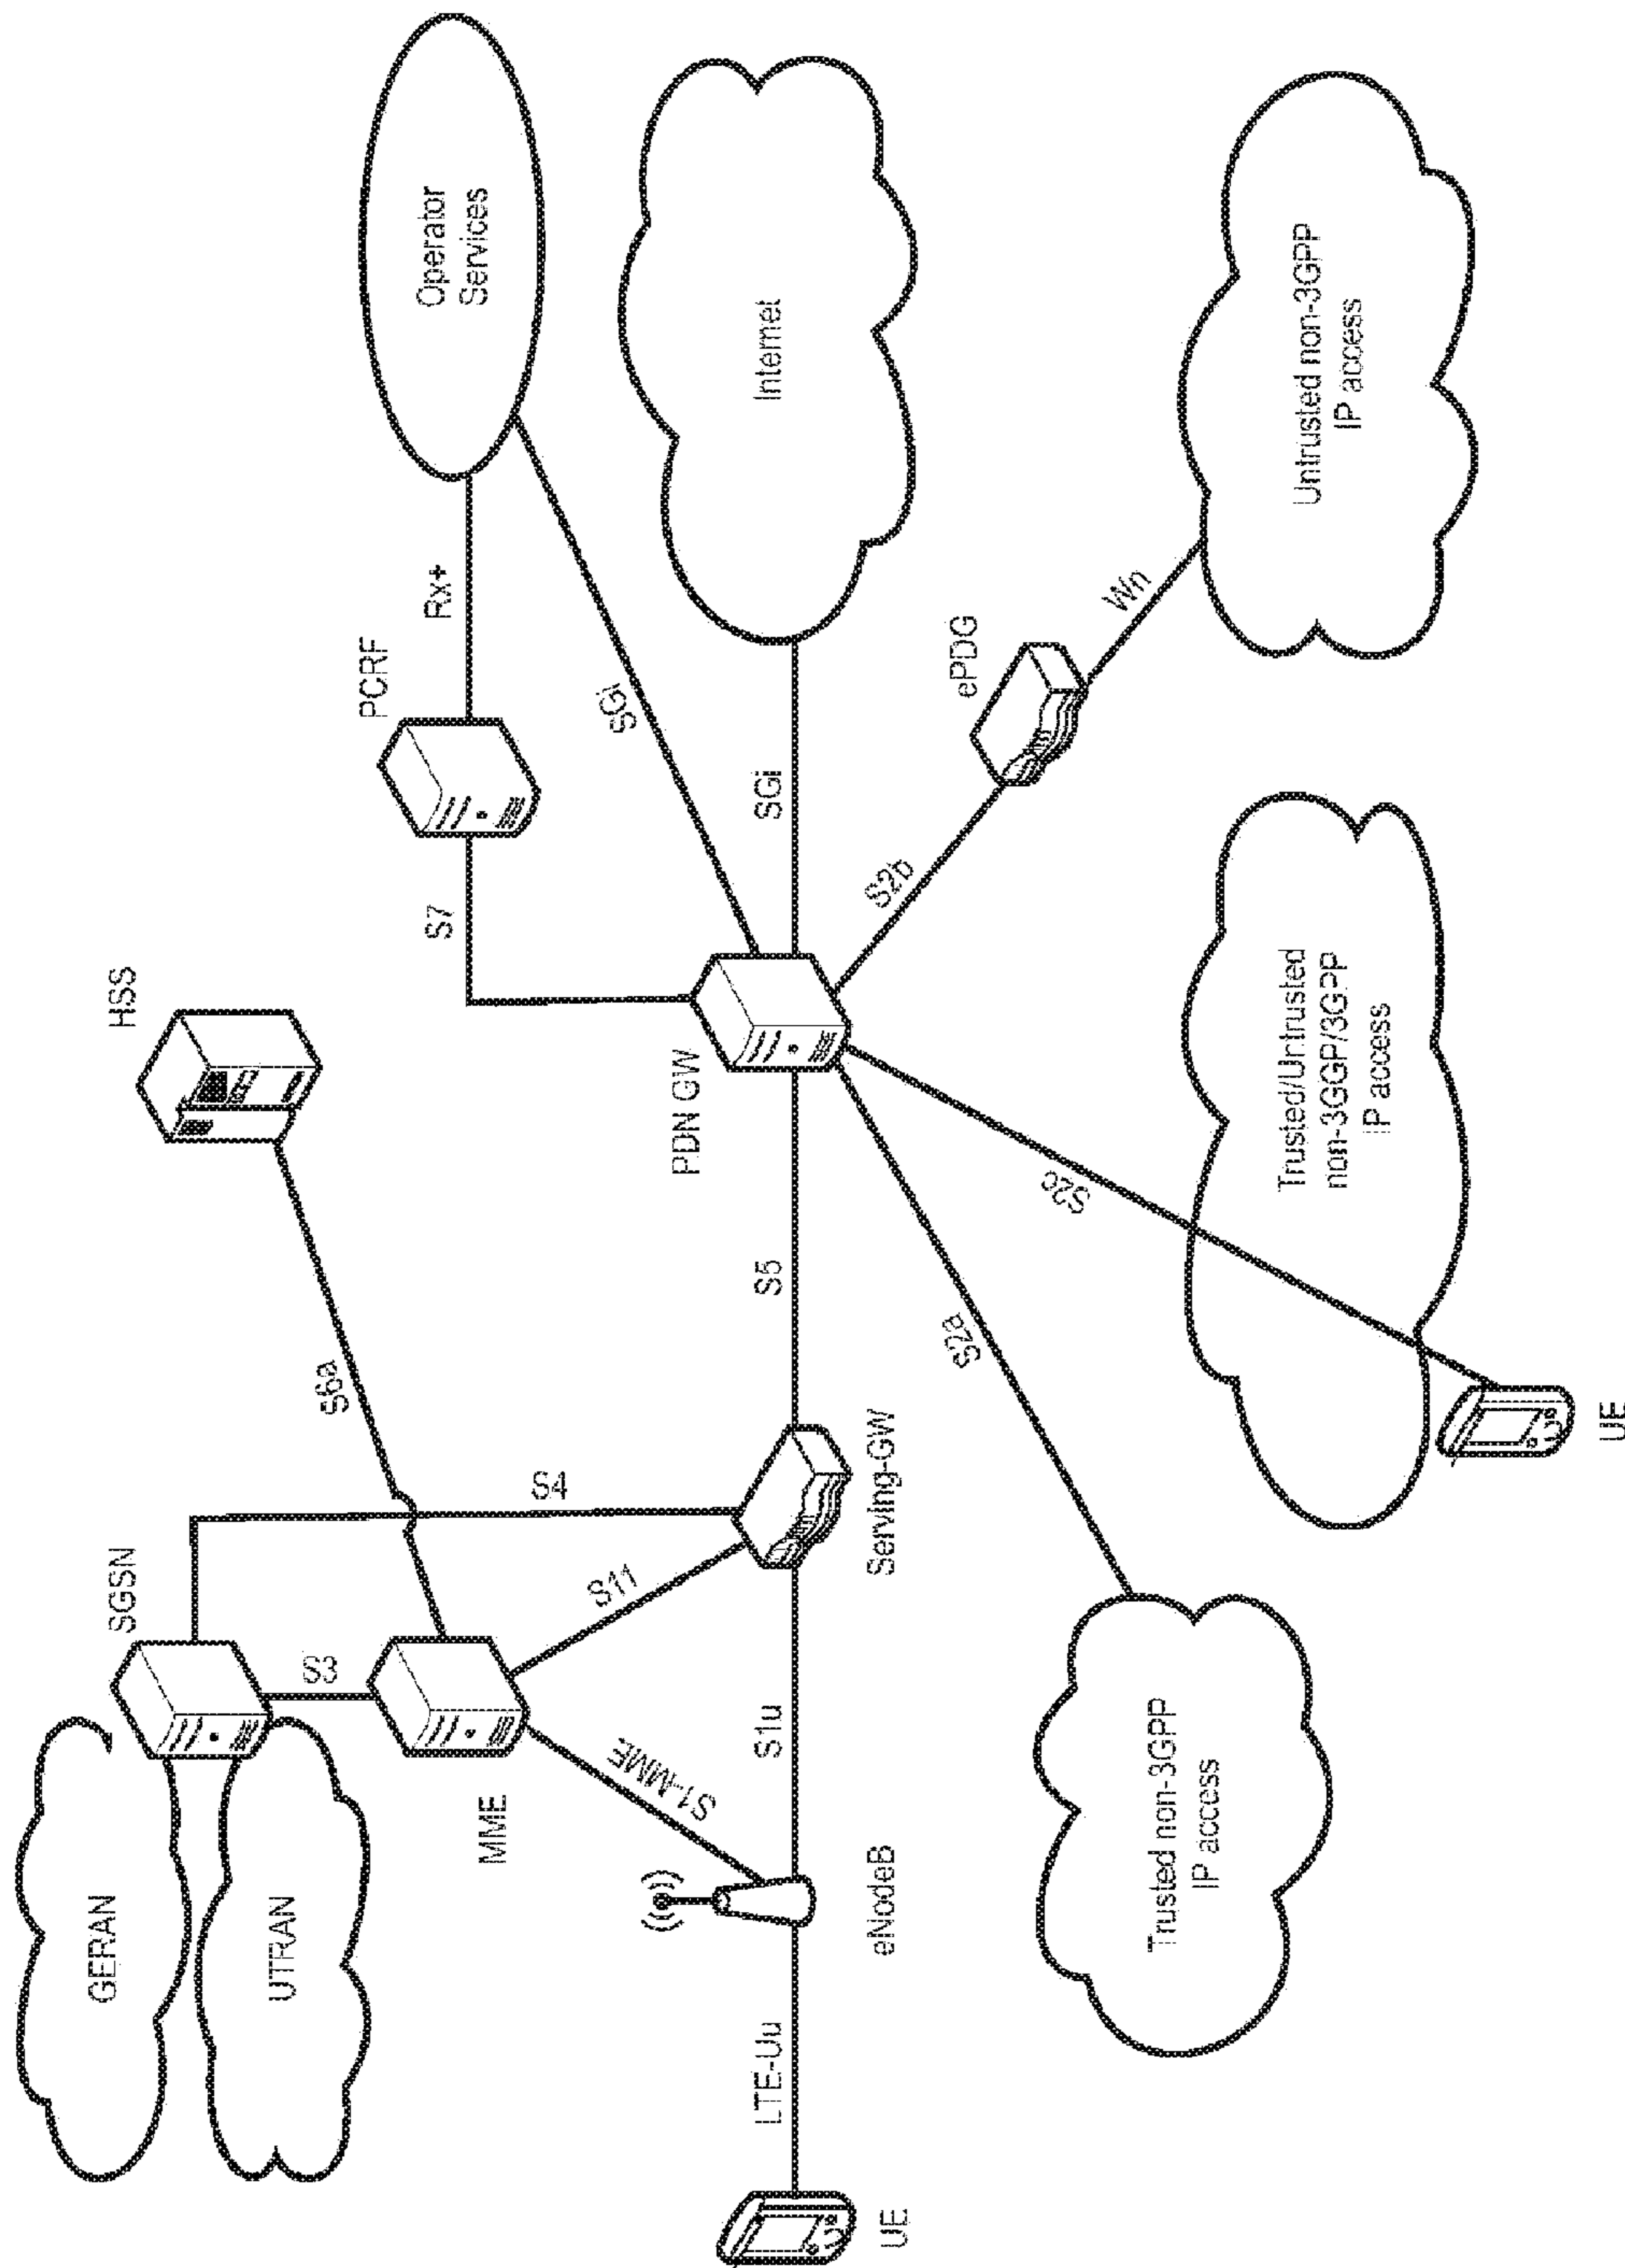 GERAN
SGSN
UTRAN
S3
HSS
S6a
MME
S4
S11
S1-MME
PCRF
S7
Rx+
Operator
Services
SGi
PDN GW
UE
LTE-Uu
eNodeB
S1u
Serving-GW
S5
SGi
Internet
S2a
S2c
S2b
ePDG
Wn
Trusted non-3GPP
IP access
Trusted/Untrusted
non-3GGP/3GPP
IP access
Untrusted non-3GPP
IP access
UE